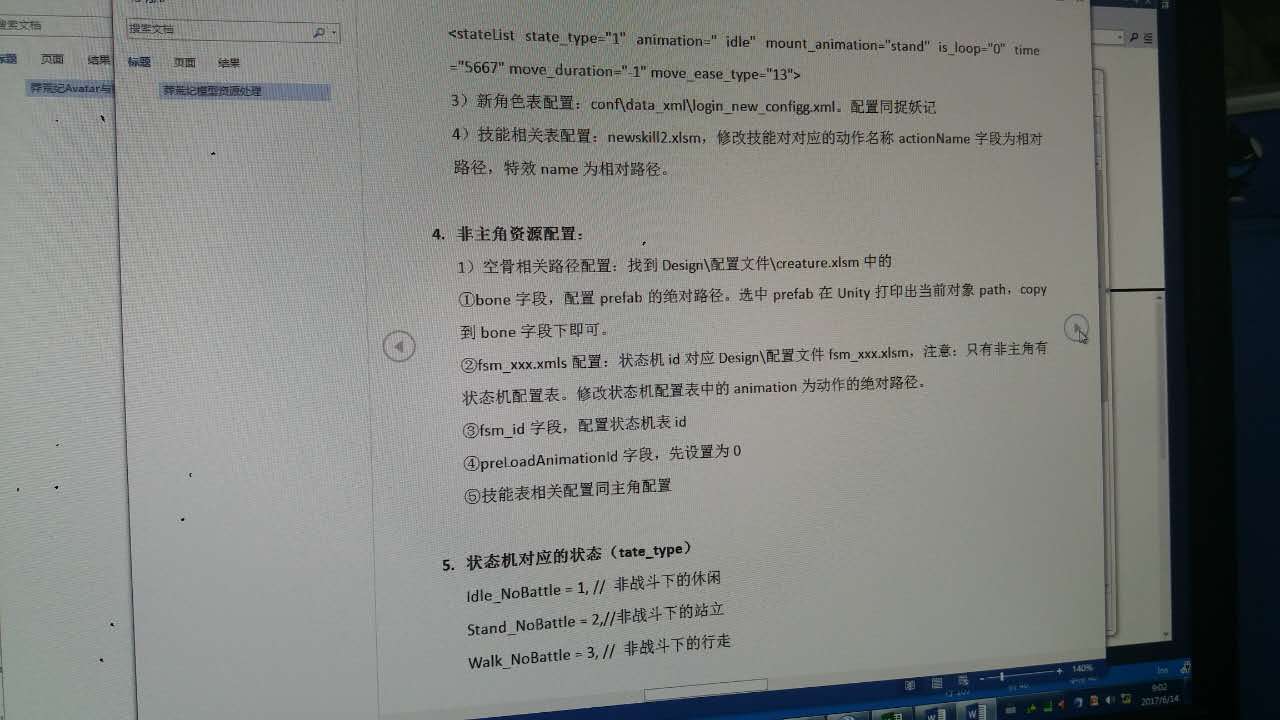 搜索文档
标题 页面 结果
莽荒纪Avatar与
搜索文档
标题 页面 结果
莽荒纪模型资源处理
<stateList state_type="1" animation=" idle" mount_animation="stand" is_loop="0" time
="5667" move_duration="-1" move_ease_type="13">
3）新角色表配置：conf\data_xml\login_new_configg.xml。配置同捉妖记
4）技能相关表配置：newskill2.xlsm，修改技能对对应的动作名称 actionName 字段为相对
路径，特效 name 为相对路径。
4. 非主角资源配置：
1）空骨相关路径配置：找到 Design\配置文件\creature.xlsm 中的
①bone 字段，配置 prefab 的绝对路径。选中 prefab 在 Unity 打印出当前对象 path，copy
到 bone 字段下即可。
②fsm_xxx.xmls 配置：状态机 id 对应 Design\配置文件 fsm_xxx.xlsm，注意：只有非主角有
状态机配置表。修改状态机配置表中的 animation 为动作的绝对路径。
③fsm_id 字段，配置状态机表 id
④preLoadAnimationId 字段，先设置为 0
⑤技能表相关配置同主角配置
5. 状态机对应的状态（tate_type）
Idle_NoBattle = 1, // 非战斗下的休闲
Stand_NoBattle = 2,//非战斗下的站立
Walk_NoBattle = 3, // 非战斗下的行走
140%
9:02
2017/6/14